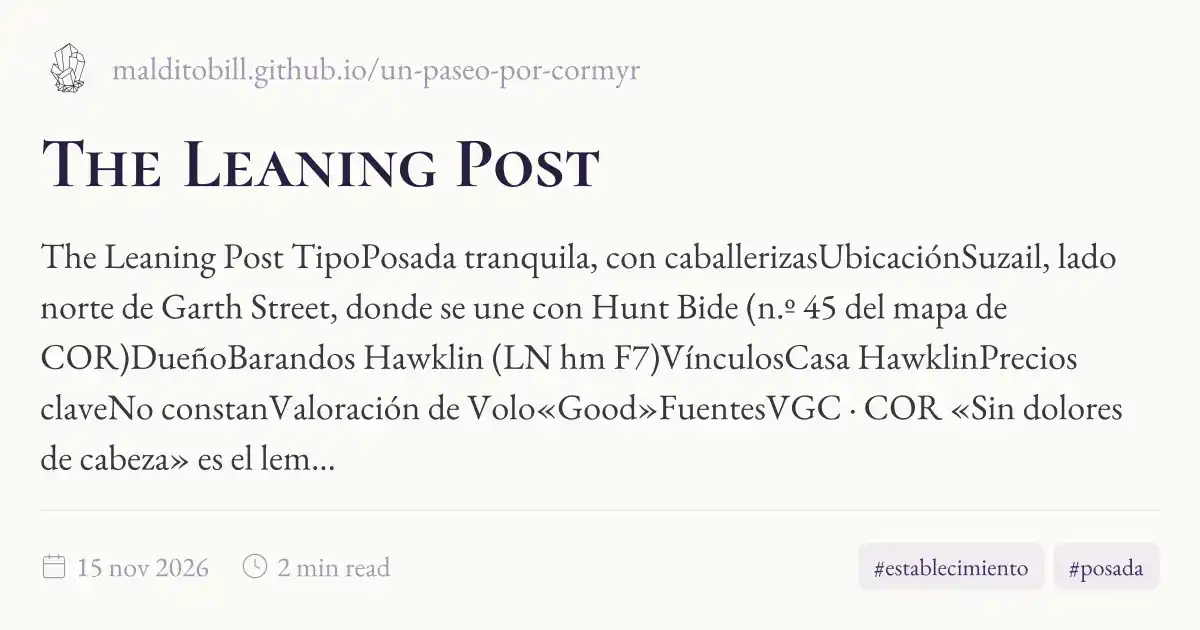 malditobill.github.io/un-paseo-por-cormyr
The Leaning Post
The Leaning Post TipoPosada tranquila, con caballerizasUbicaciónSuzail, lado
norte de Garth Street, donde se une con Hunt Bide (n.º 45 del mapa de
COR)DueñoBarandos Hawklin (LN hm F7)VínculosCasa HawklinPrecios
claveNo constanValoración de Volo«Good»FuentesVGC · COR «Sin dolores
de cabeza» es el lem...
15 nov 2026 2 min read #establecimiento #posada